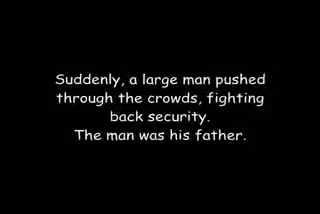 Suddenly, a large man pushed
through the crowds, fighting
back security.
The man was his father.